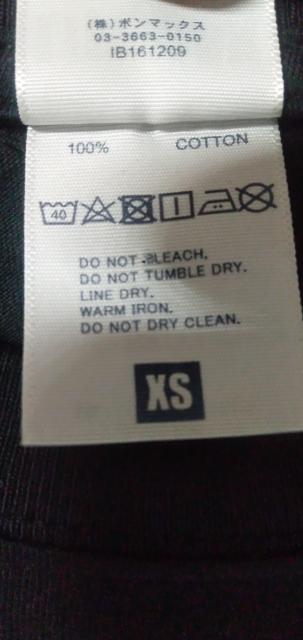 (株)ボンマックス
03-3663-0150
IB161209
100% COTTON
40
DO NOT BLEACH.
DO NOT TUMBLE DRY.
LINE DRY.
WARM IRON.
DO NOT DRY CLEAN.
XS